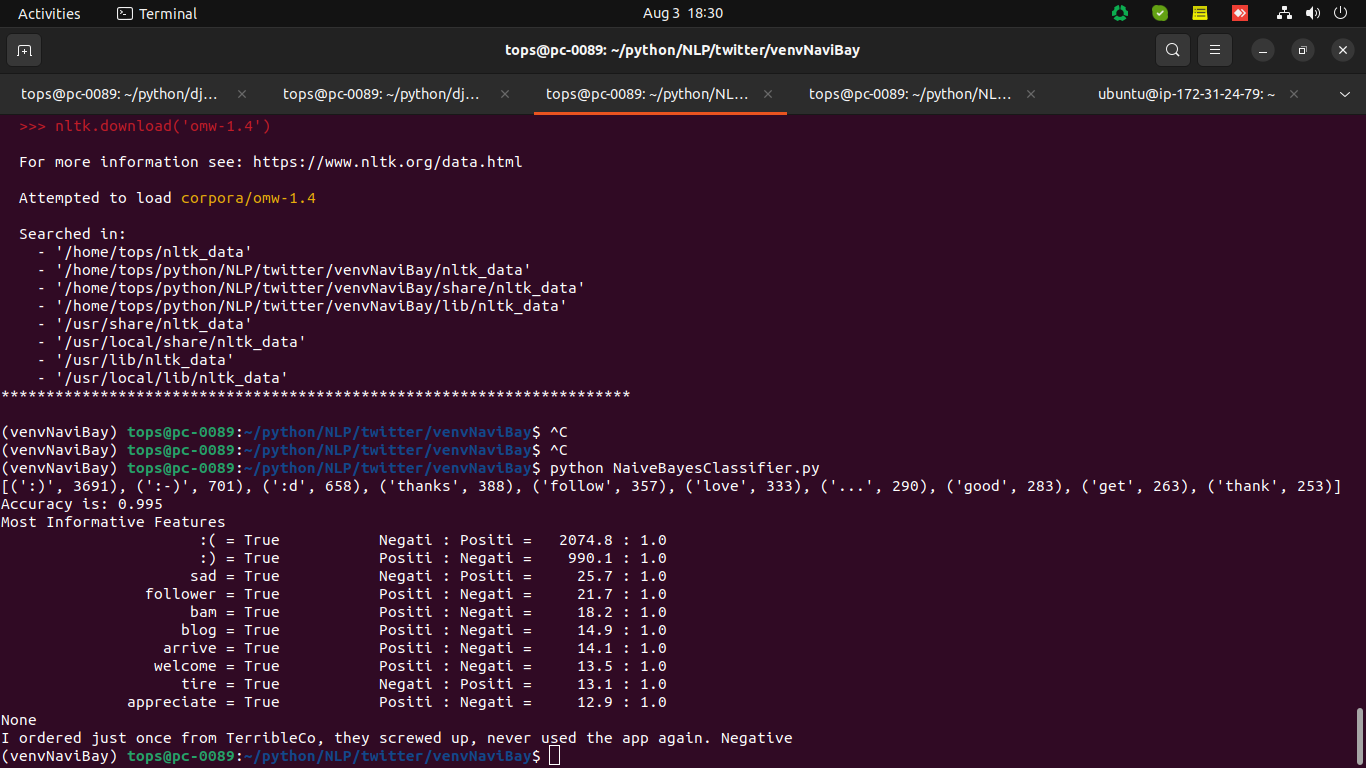 Activities Terminal Aug 3 18:30
tops@pc-0089: ~/python/NLP/twitter/venvNaviBay
tops@pc-0089: ~/python/dj... tops@pc-0089: ~/python/dj... tops@pc-0089: ~/python/NL... tops@pc-0089: ~/python/NL... ubuntu@ip-172-31-24-79: ~
>>> nltk.download('omw-1.4')
For more information see: https://www.nltk.org/data.html
Attempted to load corpora/omw-1.4
Searched in:
- '/home/tops/nltk_data'
- '/home/tops/python/NLP/twitter/venvNaviBay/nltk_data'
- '/home/tops/python/NLP/twitter/venvNaviBay/share/nltk_data'
- '/home/tops/python/NLP/twitter/venvNaviBay/lib/nltk_data'
- '/usr/share/nltk_data'
- '/usr/local/share/nltk_data'
- '/usr/lib/nltk_data'
- '/usr/local/lib/nltk_data'
**********************************************************************
(venvNaviBay) tops@pc-0089:~/python/NLP/twitter/venvNaviBay$ ^C
(venvNaviBay) tops@pc-0089:~/python/NLP/twitter/venvNaviBay$ ^C
(venvNaviBay) tops@pc-0089:~/python/NLP/twitter/venvNaviBay$ python NaiveBayesClassifier.py
[(':)', 3691), (':-)', 701), (':d', 658), ('thanks', 388), ('follow', 357), ('love', 333), ('...', 290), ('good', 283), ('get', 263), ('thank', 253)]
Accuracy is: 0.995
Most Informative Features
:( = True Negati : Positi = 2074.8 : 1.0
:) = True Positi : Negati = 990.1 : 1.0
sad = True Negati : Positi = 25.7 : 1.0
follower = True Positi : Negati = 21.7 : 1.0
bam = True Positi : Negati = 18.2 : 1.0
blog = True Positi : Negati = 14.9 : 1.0
arrive = True Positi : Negati = 14.1 : 1.0
welcome = True Positi : Negati = 13.5 : 1.0
tire = True Negati : Positi = 13.1 : 1.0
appreciate = True Positi : Negati = 12.9 : 1.0
None
I ordered just once from TerribleCo, they screwed up, never used the app again. Negative
(venvNaviBay) tops@pc-0089:~/python/NLP/twitter/venvNaviBay$